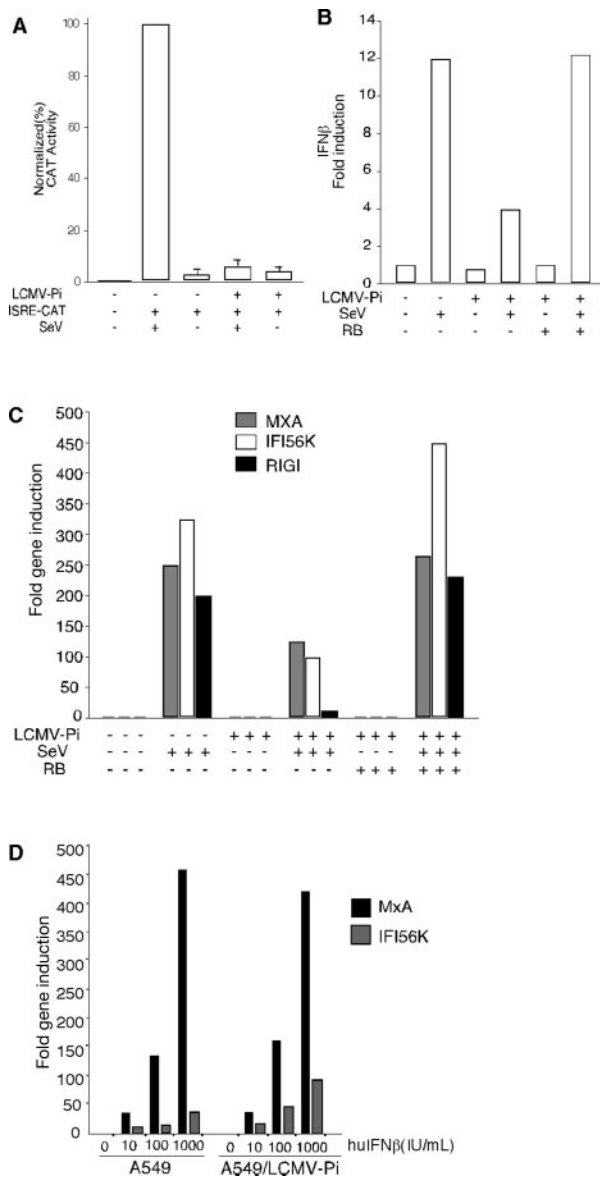 A
Normalized(%)
CAT Activity
100
80
60
40
20
0
LCMV-Pi - - - + +
ISRE-CAT - + + + +
SeV - + - + -
B
IFNβ
Fold induction
14
12
10
8
6
4
2
0
LCMV-Pi - - + + + +
SeV - + - + - +
RB - - - - + +
C
Fold gene induction
500
450
400
350
300
250
200
150
100
50
0
MXA
IFI56K
RIGI
LCMV-Pi - - - - - - + + + + + + + + + + + +
SeV - - - + + + - - - + + + - - - + + +
RB - - - - - - - - - - - - + + + + + +
D
Fold gene induction
500
450
400
350
300
250
200
150
100
50
0
MxA
IFI56K
0 10 100 1000 0 10 100 1000 huIFNβ(IU/mL)
A549 A549/LCMV-Pi